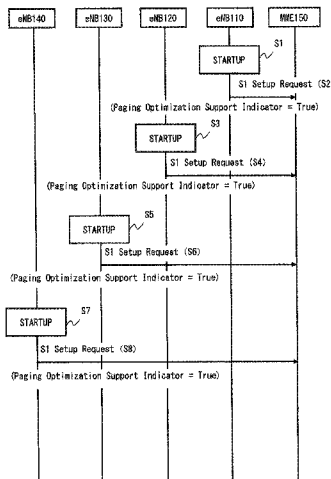 eNB140 eNB130 eNB120 eNB110 MME150
STARTUP S1
S1 Setup Request (S2
(Paging Optimization Support Indicator = True)
STARTUP S3
S1 Setup Request (S4)
(Paging Optimization Support Indicator = True)
STARTUP S5
S1 Setup Request (S6)
(Paging Optimization Support Indicator = True)
STARTUP S7
S1 Setup Request (S8)
(Paging Optimization Support Indicator = True)